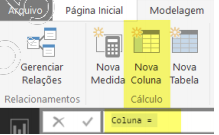 Arquivo Página Inicial Modelagem
Gerenciar Nova Nova Nova
Relações Medida Coluna Tabela
Relacionamentos Cálculo
Coluna =